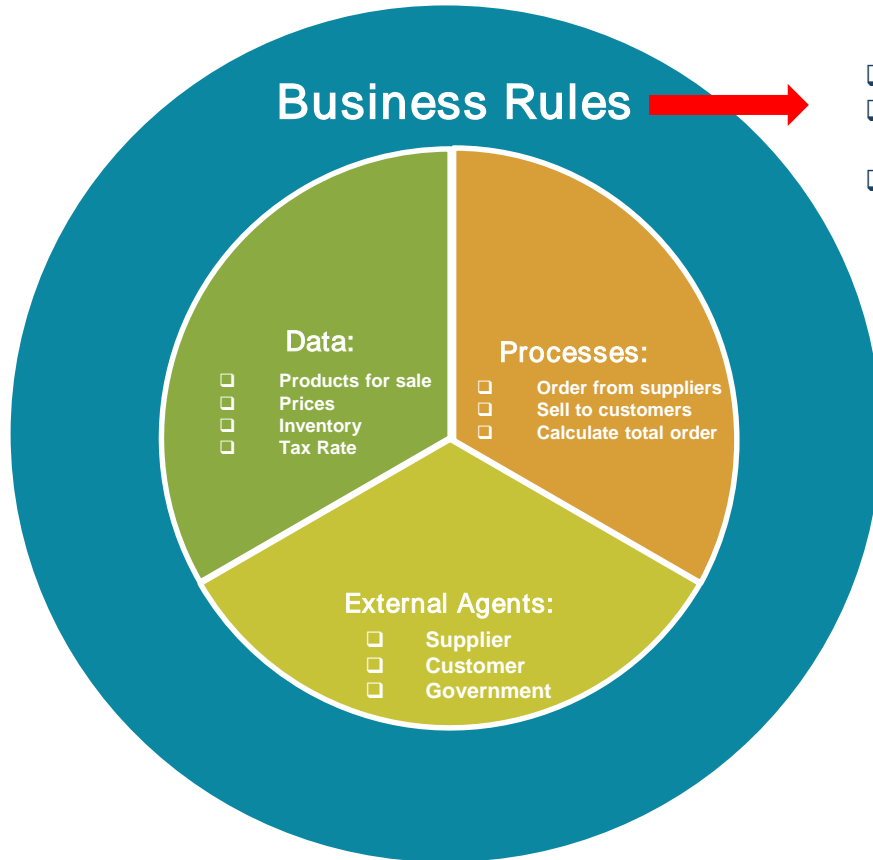 Business Rules
Data:
❑ Products for sale
❑ Prices
❑ Inventory
❑ Tax Rate
Processes:
❑ Order from suppliers
❑ Sell to customers
❑ Calculate total order
External Agents:
❑ Supplier
❑ Customer
❑ Government